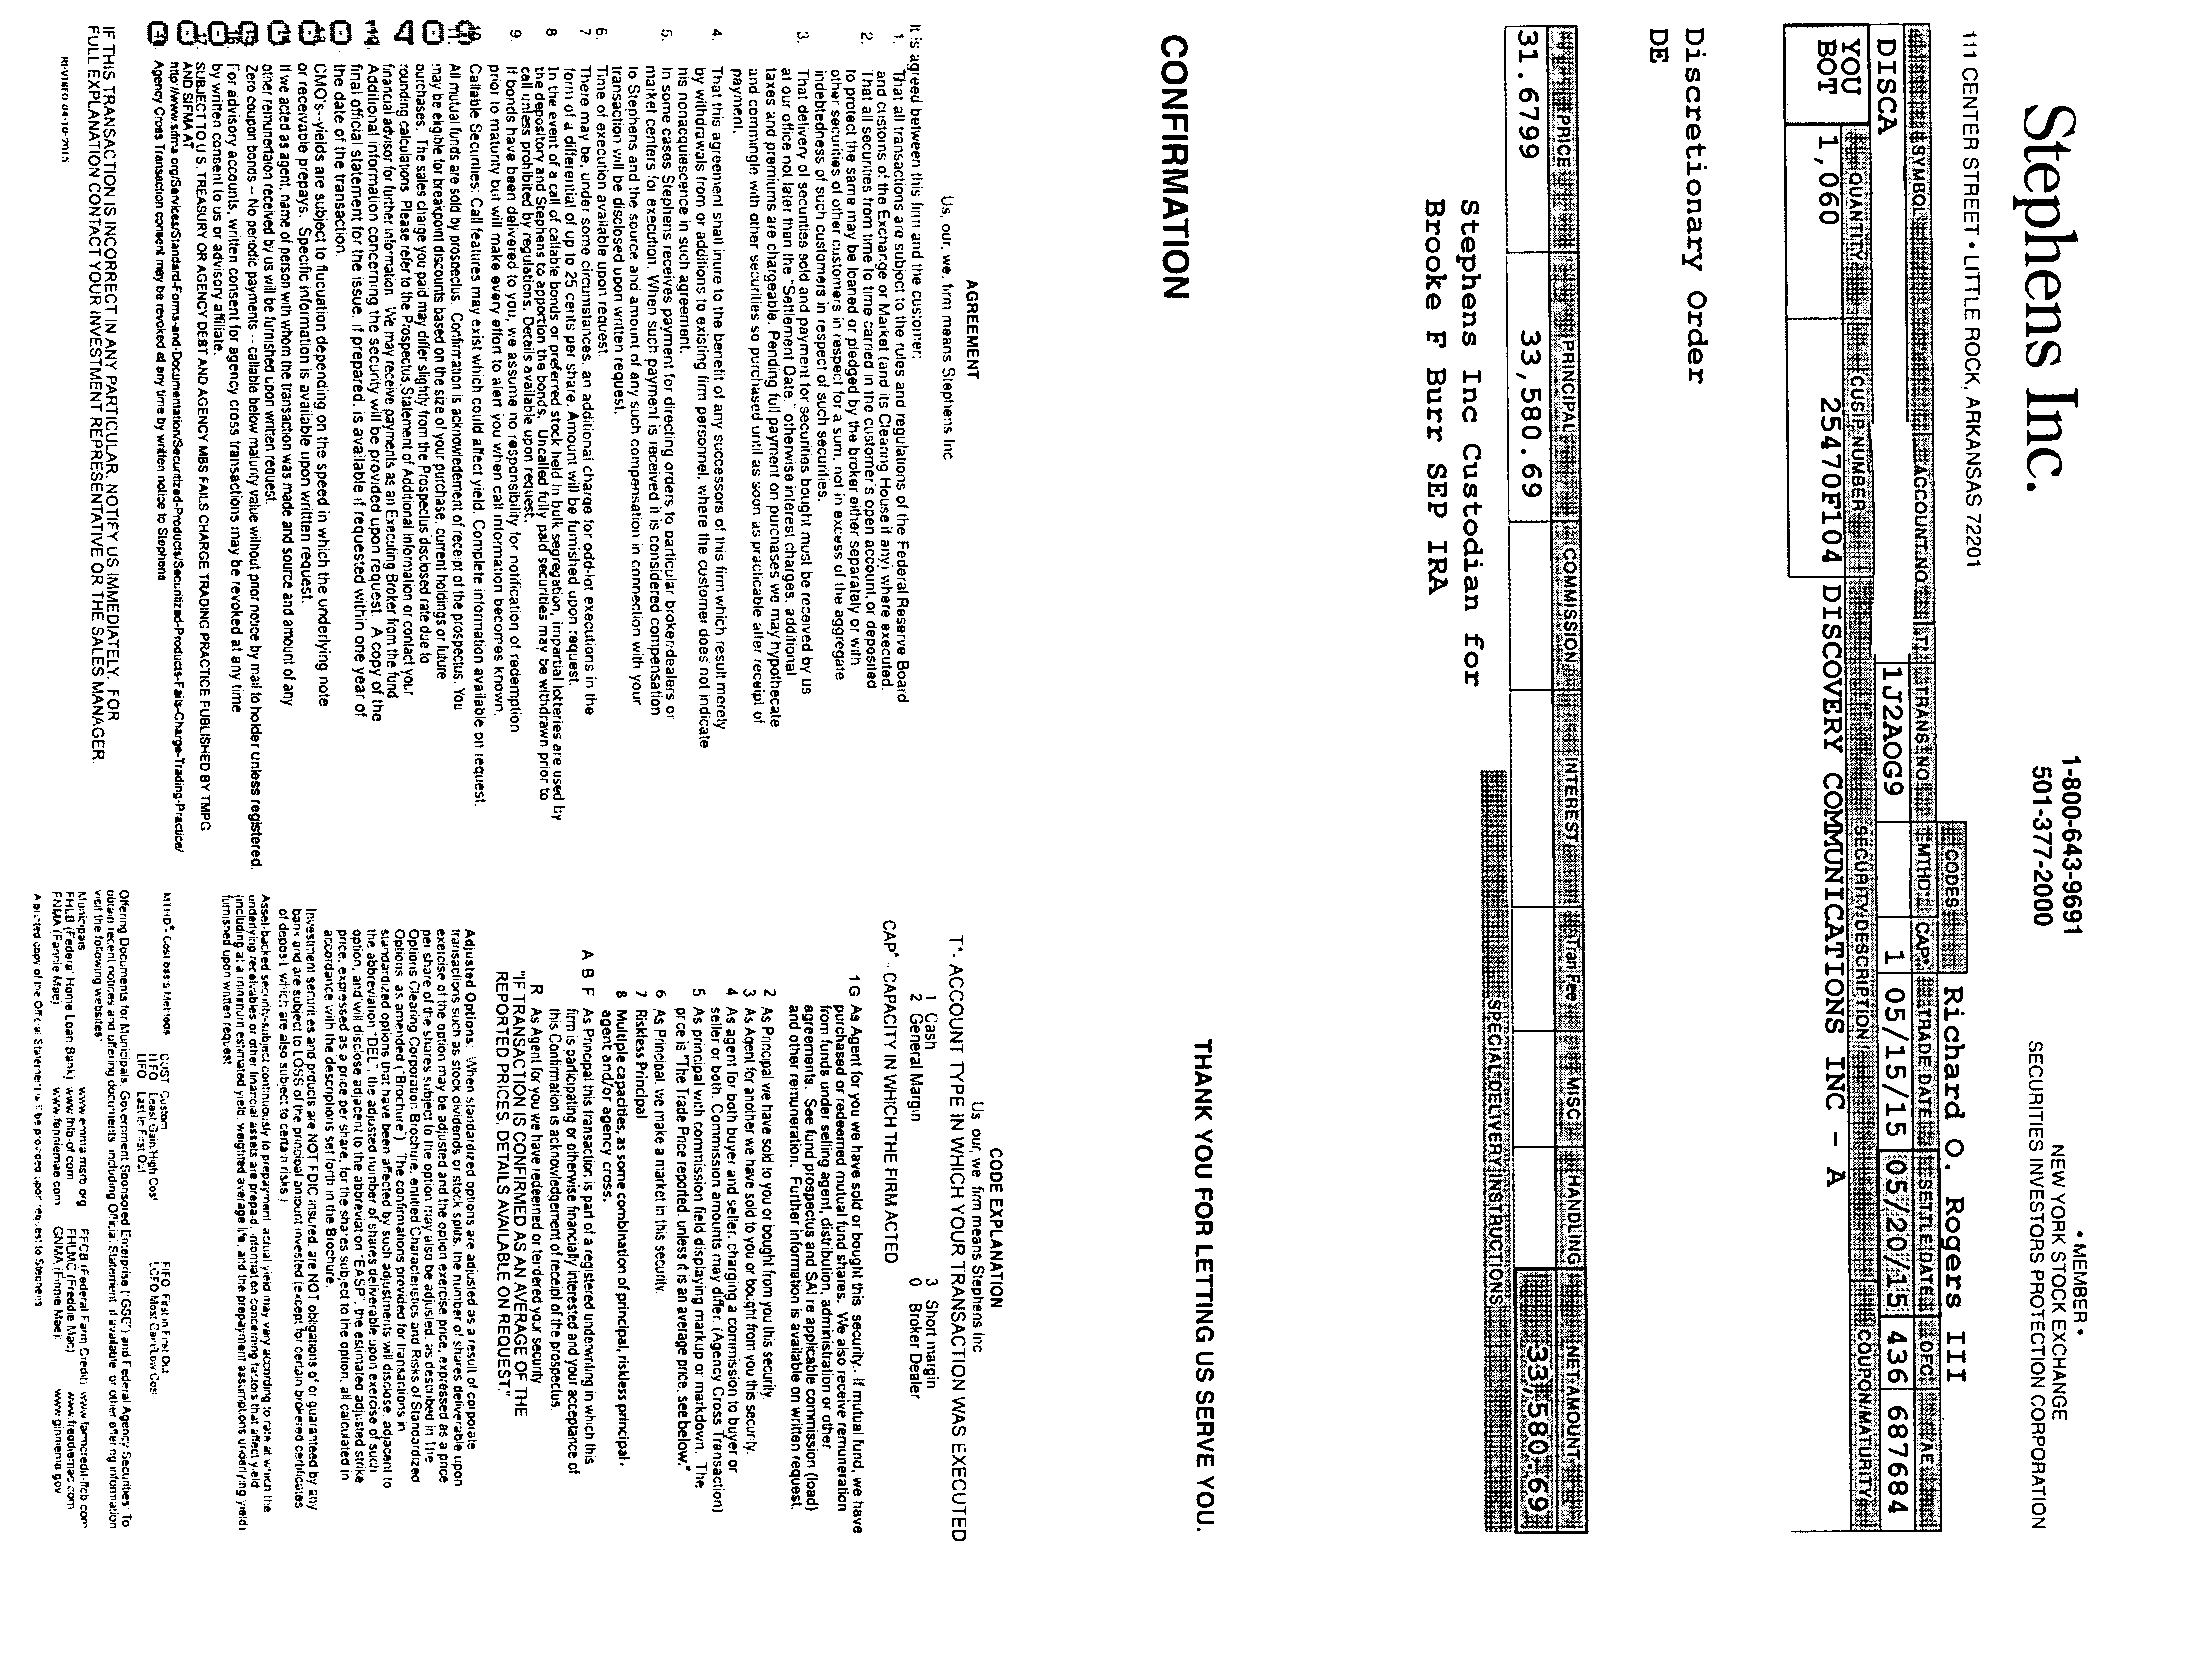 Stephens Inc.
111 CENTER STREET • LITTLE ROCK, ARKANSAS 72201
1-800-643-9691
501-377-2000
• MEMBER •
NEW YORK STOCK EXCHANGE
SECURITIES INVESTORS PROTECTION CORPORATION
CODES
Richard O. Rogers III
SYMBOL ACCOUNT NO. T* TRANS NO MTHD* CAP* TRADE DATE SETTLE DATE OFC. AE
DISCA 1J2AOG9 1 05/15/15 05/20/15 436 687684
YOU BOT
QUANTITY CUSIP NUMBER SECURITY DESCRIPTION COUPON/MATURITY
1,060 25470F104 DISCOVERY COMMUNICATIONS INC - A
Discretionary Order
DE
PRICE PRINCIPAL COMMISSION INTEREST Tran Fee MISC HANDLING NET AMOUNT
31.6799 33,580.69 33,580.69
SPECIAL DELIVERY INSTRUCTIONS
Stephens Inc Custodian for
Brooke F Burr SEP IRA
CONFIRMATION
THANK YOU FOR LETTING US SERVE YOU.
AGREEMENT
Us, our, we, firm means Stephens Inc
It is agreed between this firm and the customer:
1. That all transactions are subject to the rules and regulations of the Federal Reserve Board
and customs of the Exchange or Market (and its Clearing House if any) where executed.
2. That all securities from time to time carried in the customer's open account, or deposited
to protect the same may be loaned or pledged by the broker either separately or with
other securities of other customers in respect for a sum, not in excess of the aggregate
indebtedness of such customers in respect of such securities.
3. That delivery of securities sold and payment for securities bought must be received by us
at our office not later than the "Settlement Date," otherwise interest charges, additional
taxes and premiums are chargeable. Pending full payment on purchases we may hypothecate
and commingle with other securities so purchased until as soon as practicable after receipt of
payment.
4. That this agreement shall inure to the benefit of any successors of this firm which result merely
by withdrawals from or additions to existing firm personnel, where the customer does not indicate
his nonacquiescence in such agreement.
5. In some cases Stephens receives payment for directing orders to particular broker-dealers or
market centers for execution. When such payment is received it is considered compensation
to Stephens and the source and amount of any such compensation in connection with your
transaction will be disclosed upon written request.
6. Time of execution available upon request.
7 There may be, under some circumstances, an additional charge for odd-lot executions in the
form of a differential of up to 25 cents per share. Amount will be furnished upon request.
8 In the event of a call of callable bonds or preferred stock held in bulk segregation, impartial lotteries are used by
the depository and Stephens to apportion the bonds. Uncalled fully paid securities may be withdrawn prior to
call unless prohibited by regulations. Details available upon request.
9. If bonds have been delivered to you, we assume no responsibility for notification of redemption
prior to maturity but will make every effort to alert you when call information becomes known.
Callable Securities: Call features may exist which could affect yield. Complete information available on request.
All mutual funds are sold by prospectus. Confirmation is acknowledgement of receipt of the prospectus. You
may be eligible for breakpoint discounts based on the size of your purchase, current holdings or future
purchases. The sales charge you paid may differ slightly from the Prospectus disclosed rate due to
rounding calculations. Please refer to the Prospectus, Statement of Additional Information or contact your
financial advisor for further information. We may receive payments as an Executing Broker from the fund
Additional information concerning the security will be provided upon request. A copy of the
final official statement for the issue, if prepared, is available if requested within one year of
the date of the transaction.
CMO's--yields are subject to fluctuation depending on the speed in which the underlying note
or receivable prepays. Specific information is available upon written request.
If we acted as agent, name of person with whom the transaction was made and source and amount of any
other remuneration received by us will be furnished upon written request.
Zero coupon bonds -- No periodic payments -- callable below maturity value without prior notice by mail to holder unless registered.
For advisory accounts, written consent for agency cross transactions may be revoked at any time
by written consent to us or advisory affiliate.
SUBJECT TO U.S. TREASURY OR AGENCY DEBT AND AGENCY MBS FAILS CHARGE TRADING PRACTICE PUBLISHED BY TMPG
AND SIFMA AT
http://www.sifma.org/Services/Standard-Forms-and-Documentation/Securitized-Products/Securitized-Products-Fails-Charge-Trading-Practice/
Agency Cross Transaction consent may be revoked at any time by written notice to Stephens
IF THIS TRANSACTION IS INCORRECT IN ANY PARTICULAR, NOTIFY US IMMEDIATELY. FOR
FULL EXPLANATION CONTACT YOUR INVESTMENT REPRESENTATIVE OR THE SALES MANAGER.
CODE EXPLANATION
Us our, we firm means Stephens Inc
T*- ACCOUNT TYPE IN WHICH YOUR TRANSACTION WAS EXECUTED
1 Cash 3 Short margin
2 General Margin 0 Broker Dealer
CAP* - CAPACITY IN WHICH THE FIRM ACTED
1G As Agent for you we have sold or bought this security. If mutual fund, we have
purchased or redeemed mutual fund shares. We also receive remuneration
from funds under selling agent, distribution, administration or other
agreements. See fund prospectus and SAI re applicable commission (load)
and other remuneration. Further information is available on written request.
2 As Principal we have sold to you or bought from you this security
3 As Agent for another we have sold to you or bought from you this security.
4 As agent for both buyer and seller, charging a commission to buyer or
seller or both. Commission amounts may differ. (Agency Cross Transaction)
5 As principal with commission field displaying markup or markdown. The
price is "The Trade Price reported, unless it is an average price, see below."
6 As Principal, we make a market in this security
7 Riskless Principal
8 Multiple capacities, as some combination of principal, riskless principal,
agent and/or agency cross.
A B F As Principal this transaction is part of a registered underwriting in which this
firm is participating or otherwise financially interested and your acceptance of
this Confirmation is acknowledgement of receipt of the prospectus
R As Agent for you we have redeemed or tendered your security
"IF TRANSACTION IS CONFIRMED AS AN AVERAGE OF THE
REPORTED PRICES, DETAILS AVAILABLE ON REQUEST."
Adjusted Options: When standardized options are adjusted as a result of corporate
transactions such as stock dividends or stock splits, the number of shares deliverable upon
exercise of the option may be adjusted and the option exercise price, expressed as a price
per share of the shares subject to the option may also be adjusted, as described in the
Options Clearing Corporation Brochure, entitled Characteristics and Risks of Standardized
Options, as amended ("Brochure"). The confirmations provided for transactions in
standardized options that have been affected by such adjustments will disclose, adjacent to
the abbreviation "DEL", the adjusted number of shares deliverable upon exercise of such
option, and will disclose adjacent to the abbreviation "EASP", the estimated adjusted strike
price, expressed as a price per share, for the shares subject to the option, all calculated in
accordance with the descriptions set forth in the Brochure.
Investment securities and products are NOT FDIC insured, are NOT obligations of or guaranteed by any
bank and are subject to LOSS of the principal amount invested (except for certain brokered certificates
of deposit, which are also subject to certain risks.)
Asset-backed security-subject continuously to prepayment actual yield may vary according to rate at which the
underlying receivables or other financial assets are prepaid. Information concerning factors that affect yield
(including at a minimum estimated yield, weighted average life, and the prepayment assumptions underlying yield)
furnished upon written request
MTHD* Cost basis Methods CUST Custom FIFO First in First Out
LIFO Last In First Out
Offering Documents for Municipals, Government Sponsored Enterprise ("GSE") and Federal Agency Securities: To
obtain recent notices and offering documents, including Official Statement, if available or other offering information
visit the following websites:
Municipals www.emma.msrb.org FFCB (Federal Farm Credit) www.farmcredit-ffcb.com
FHLB (Federal Home Loan Bank) www.fhlb-of.com FHLMC (Freddie Mac) www.freddiemac.com
FNMA (Fannie Mae) www.fanniemae.com GNMA (Ginnie Mae) www.ginniemae.gov
A printed copy of the Official Statement will be provided upon request to Stephens